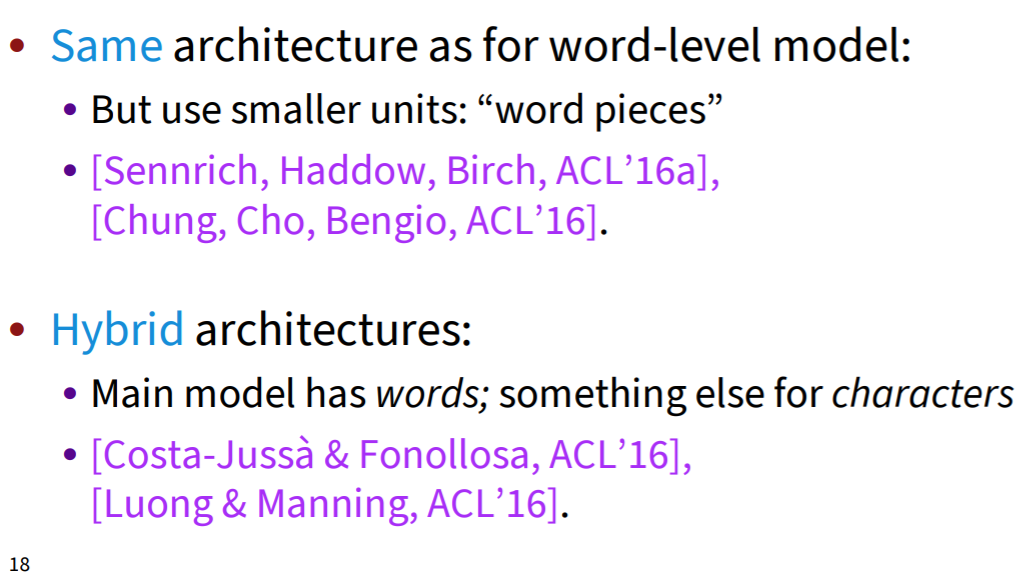 • Same architecture as for word-level model:
• But use smaller units: “word pieces”
• [Sennrich, Haddow, Birch, ACL’16a],
[Chung, Cho, Bengio, ACL’16].
• Hybrid architectures:
• Main model has words; something else for characters
• [Costa-Jussà & Fonollosa, ACL’16],
[Luong & Manning, ACL’16].
18